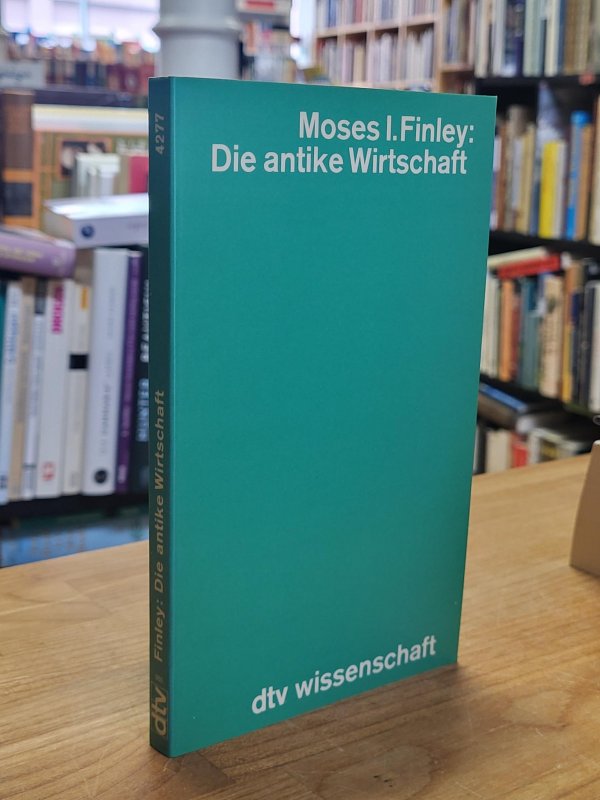 Moses I. Finley:
Die antike Wirtschaft
dtv wissenschaft
4277
Finley: Die antike Wirtschaft
dtv